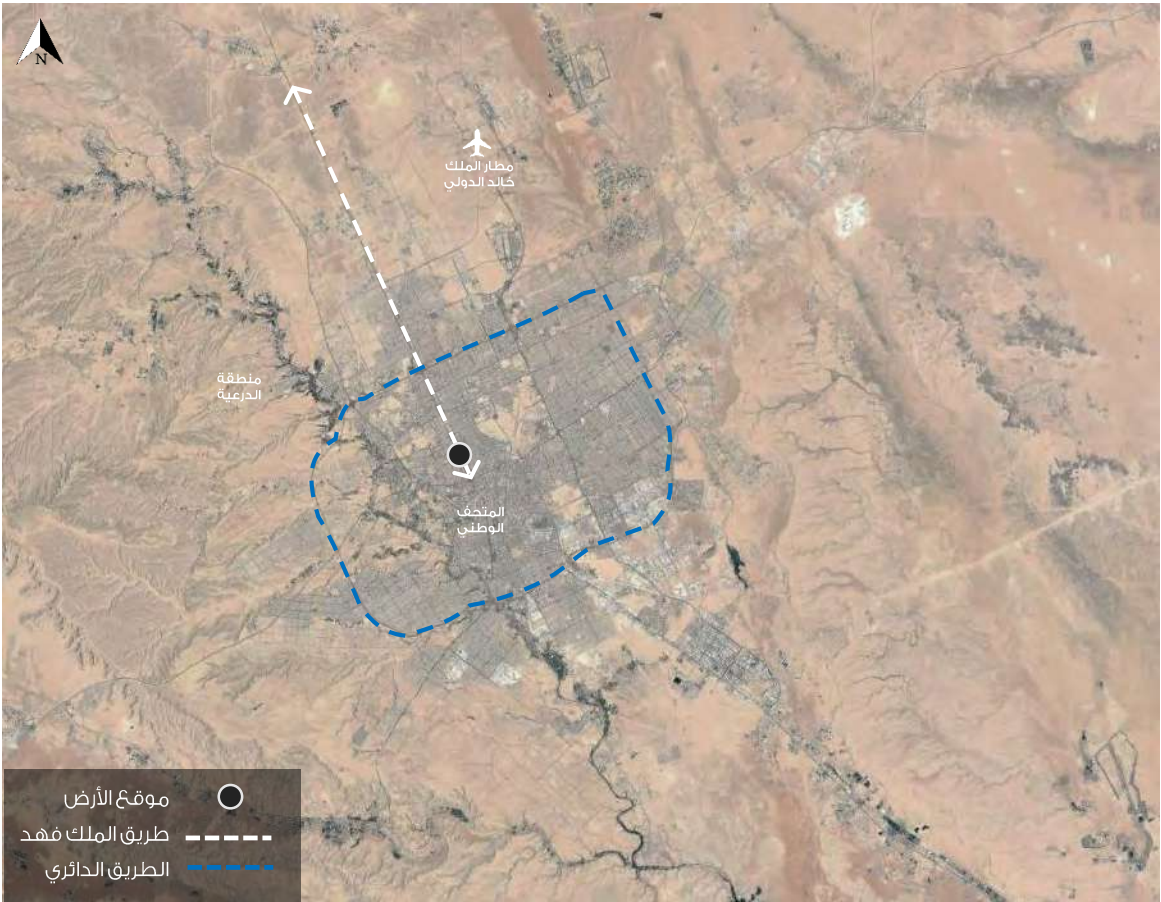 N
مطار الملك
خالد الدولي
منطقة
الدرعية
المتحف
الوطني
موقع الأرض
طريق الملك فهد
الطريق الدائري